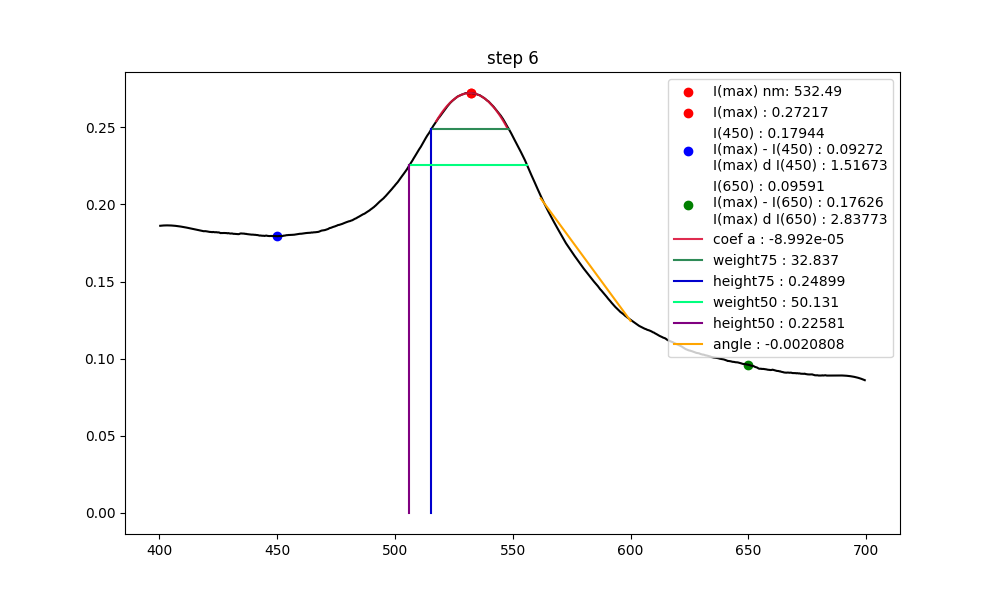 step 6
I(max) nm: 532.49
I(max) : 0.27217
I(450) : 0.17944
I(max) - I(450) : 0.09272
I(max) d I(450) : 1.51673
I(650) : 0.09591
I(max) - I(650) : 0.17626
I(max) d I(650) : 2.83773
coef a : -8.992e-05
weight75 : 32.837
height75 : 0.24899
weight50 : 50.131
height50 : 0.22581
angle : -0.0020808
0.25
0.20
0.15
0.10
0.05
0.00
400 450 500 550 600 650 700